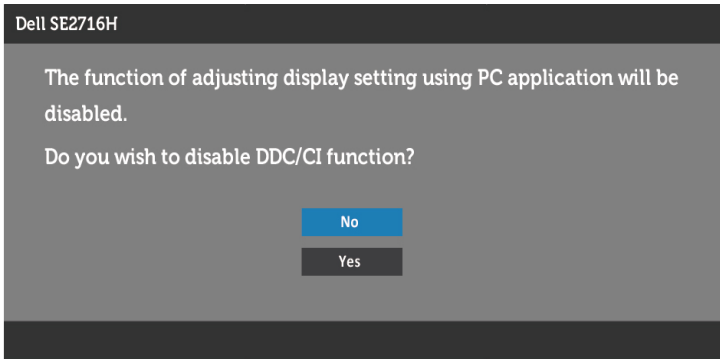 Dell SE2716H
The function of adjusting display setting using PC application will be
disabled.
Do you wish to disable DDC/CI function?
No
Yes